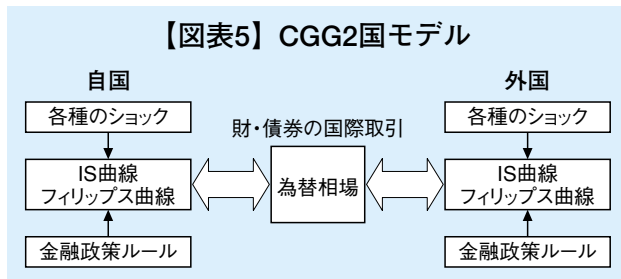 【図表5】CGG2国モデル
自国
各種のショック
IS曲線
フィリップス曲線
金融政策ルール
財・債券の国際取引
為替相場
外国
各種のショック
IS曲線
フィリップス曲線
金融政策ルール